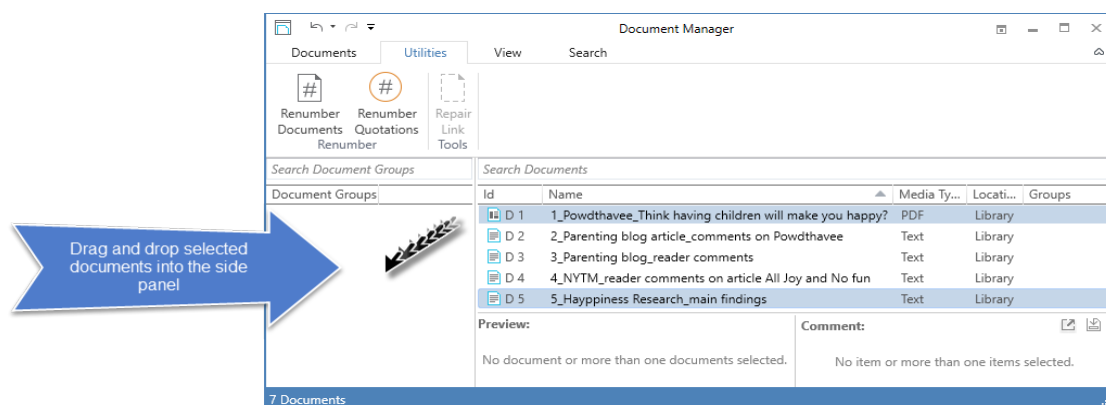 Document Manager
Documents Utilities View Search
Renumber Documents
Renumber Quotations
Repair Link
Renumber Tools
Search Document Groups
Search Documents
Document Groups
Id Name Media Ty... Locati... Groups
D 1 1_Powdthavee_Think having children will make you happy? PDF Library
D 2 2_Parenting blog article_comments on Powdthavee Text Library
D 3 3_Parenting blog_reader comments Text Library
D 4 4_NYTM_reader comments on article All Joy and No fun Text Library
D 5 5_Hayppiness Research_main findings Text Library
Drag and drop selected
documents into the side
panel
Preview: Comment:
No document or more than one documents selected. No item or more than one items selected.
7 Documents